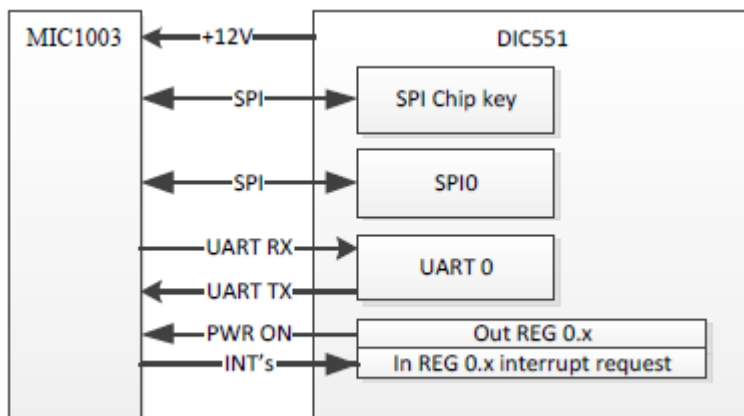 MIC1003
+12V
DIC551
SPI
SPI Chip key
SPI
SPI0
UART RX
UART 0
UART TX
PWR ON
Out REG 0.x
INT's
In REG 0.x interrupt request